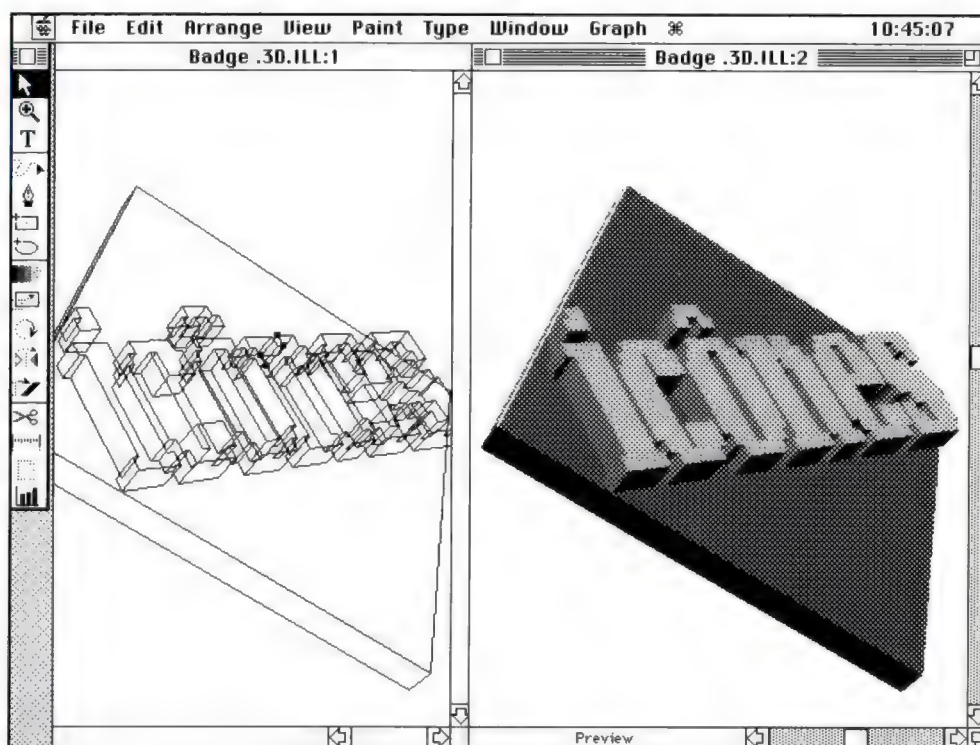 File Edit Arrange View Paint Type Window Graph ⌘ 10:45:07
Badge .3D.ILL:1
Badge .3D.ILL:2
T
Preview